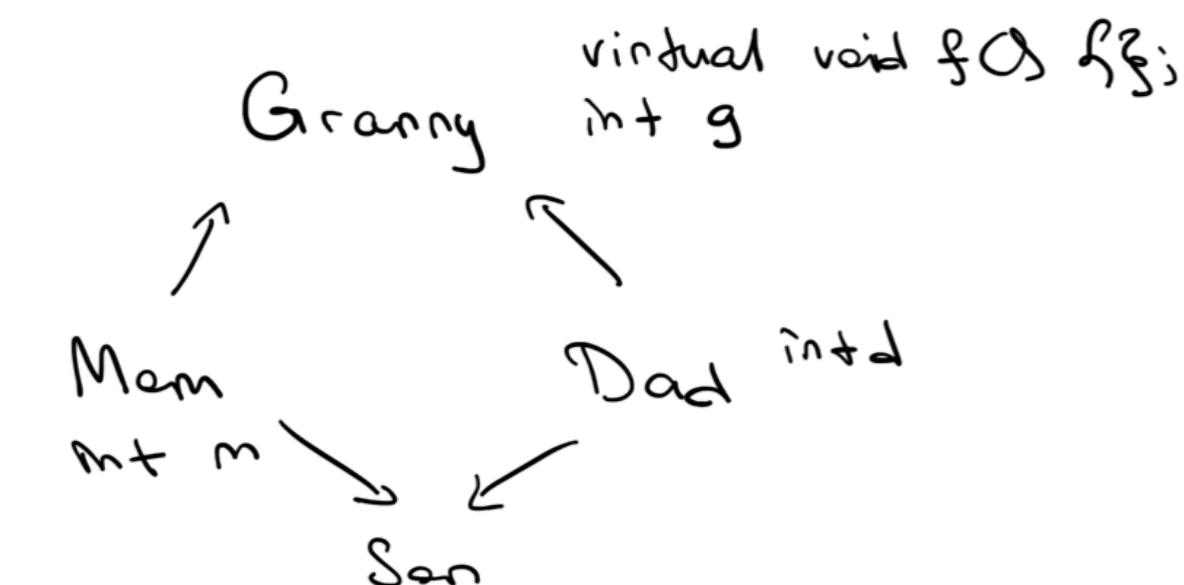 virtual void f() {};
Granny
int g
Mom
int m
Dad
int d
Son